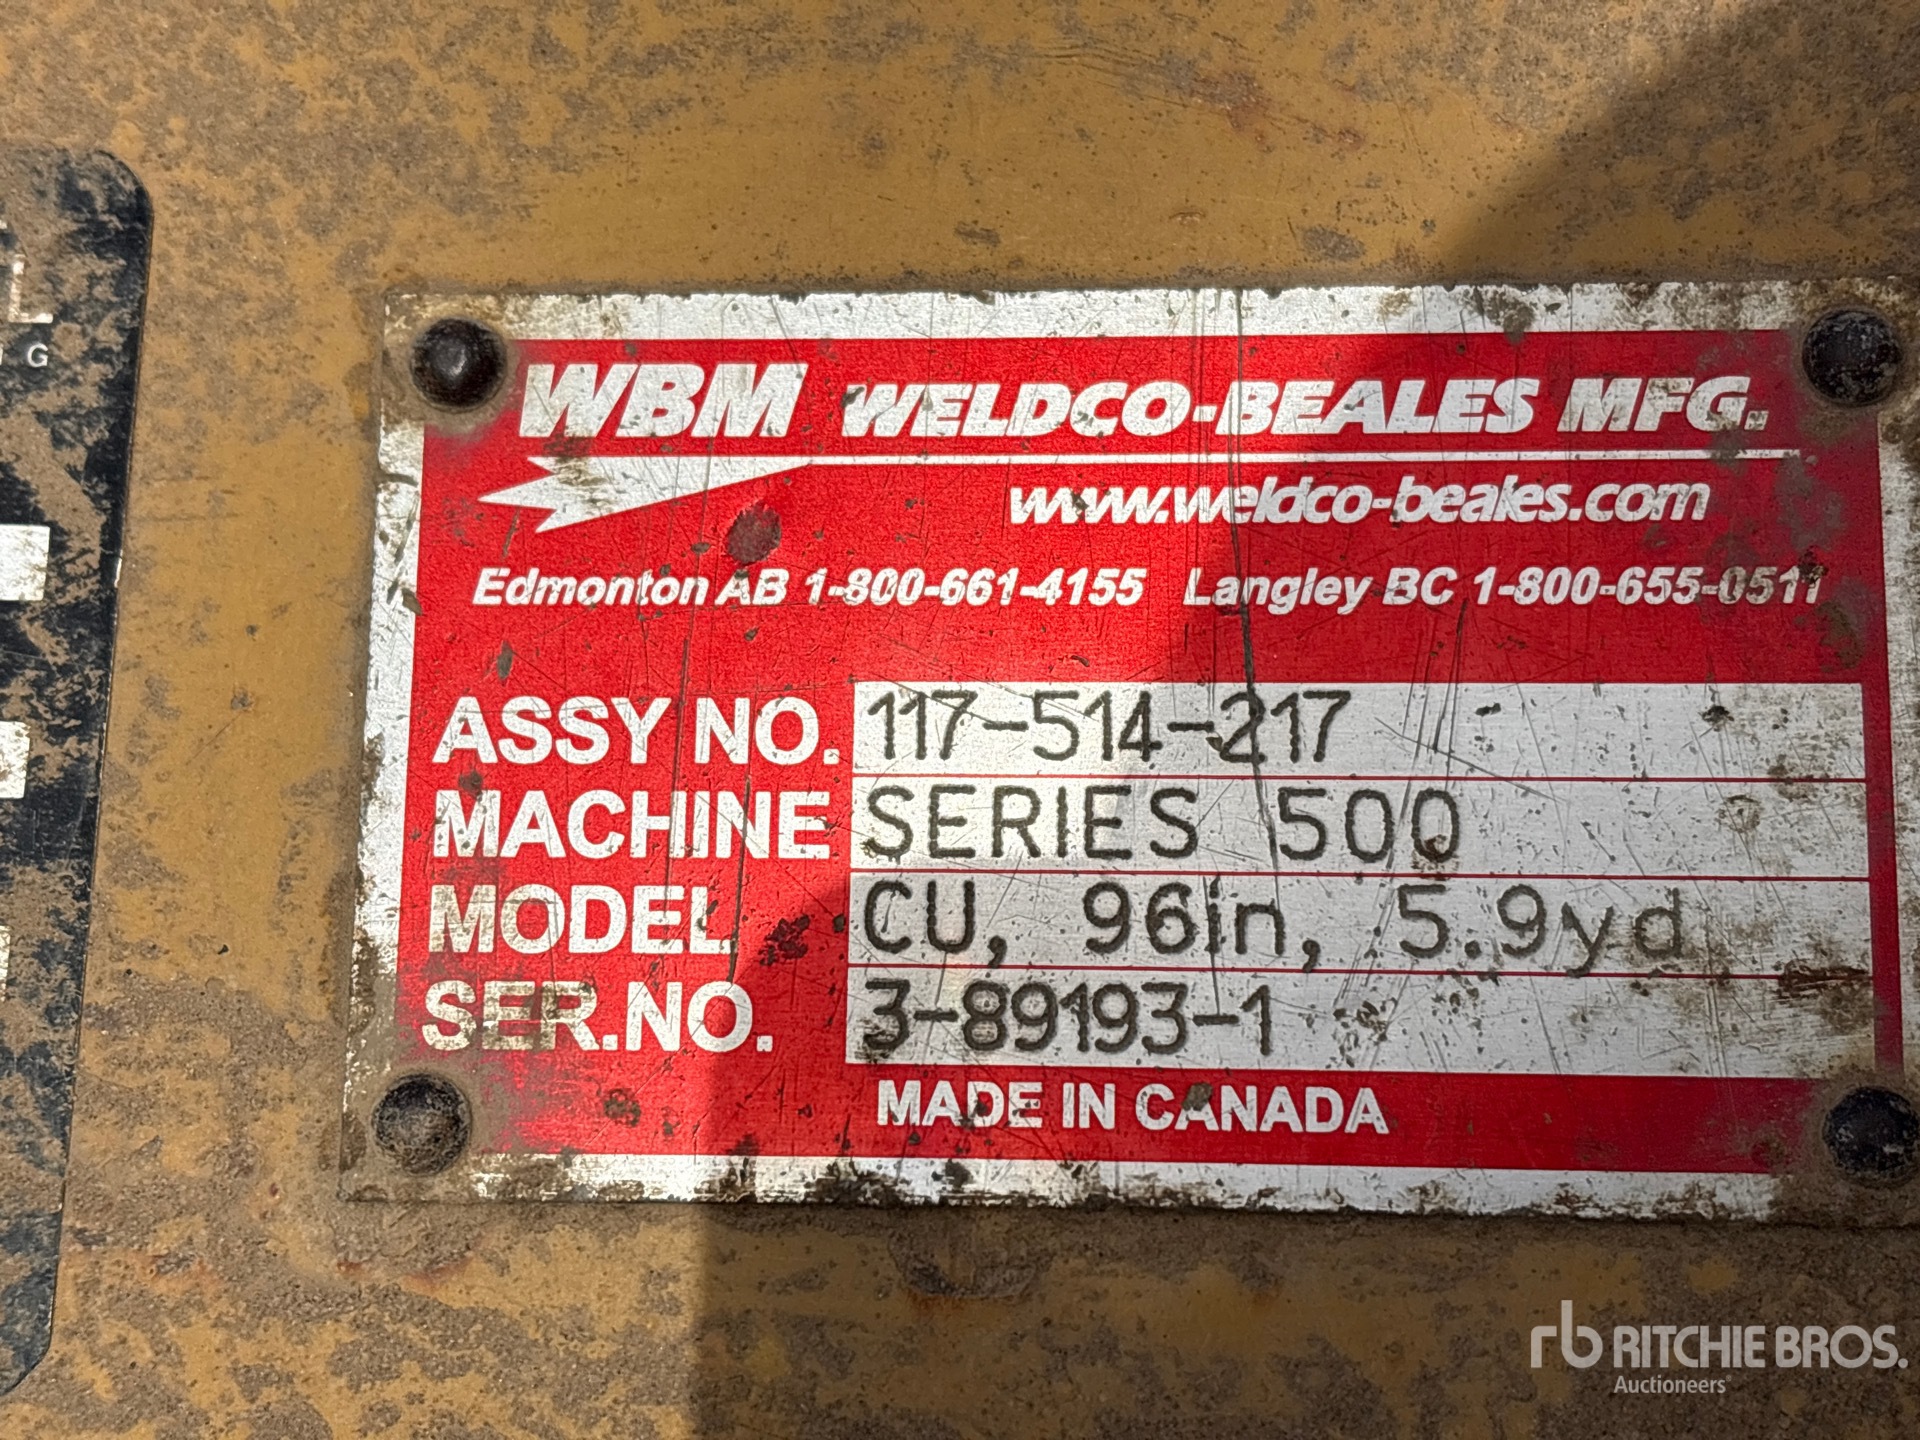 L
G
WBM WELDCO-BEALES MFG.
www.weldco-beales.com
Edmonton AB 1-800-661-4155 Langley BC 1-800-655-0511
ASSY NO. 117-514-217
MACHINE SERIES 500
MODEL CU, 96in, 5.9yd
SER.NO. 3-89193-1
MADE IN CANADA
rb RITCHIE BROS.
Auctioneers